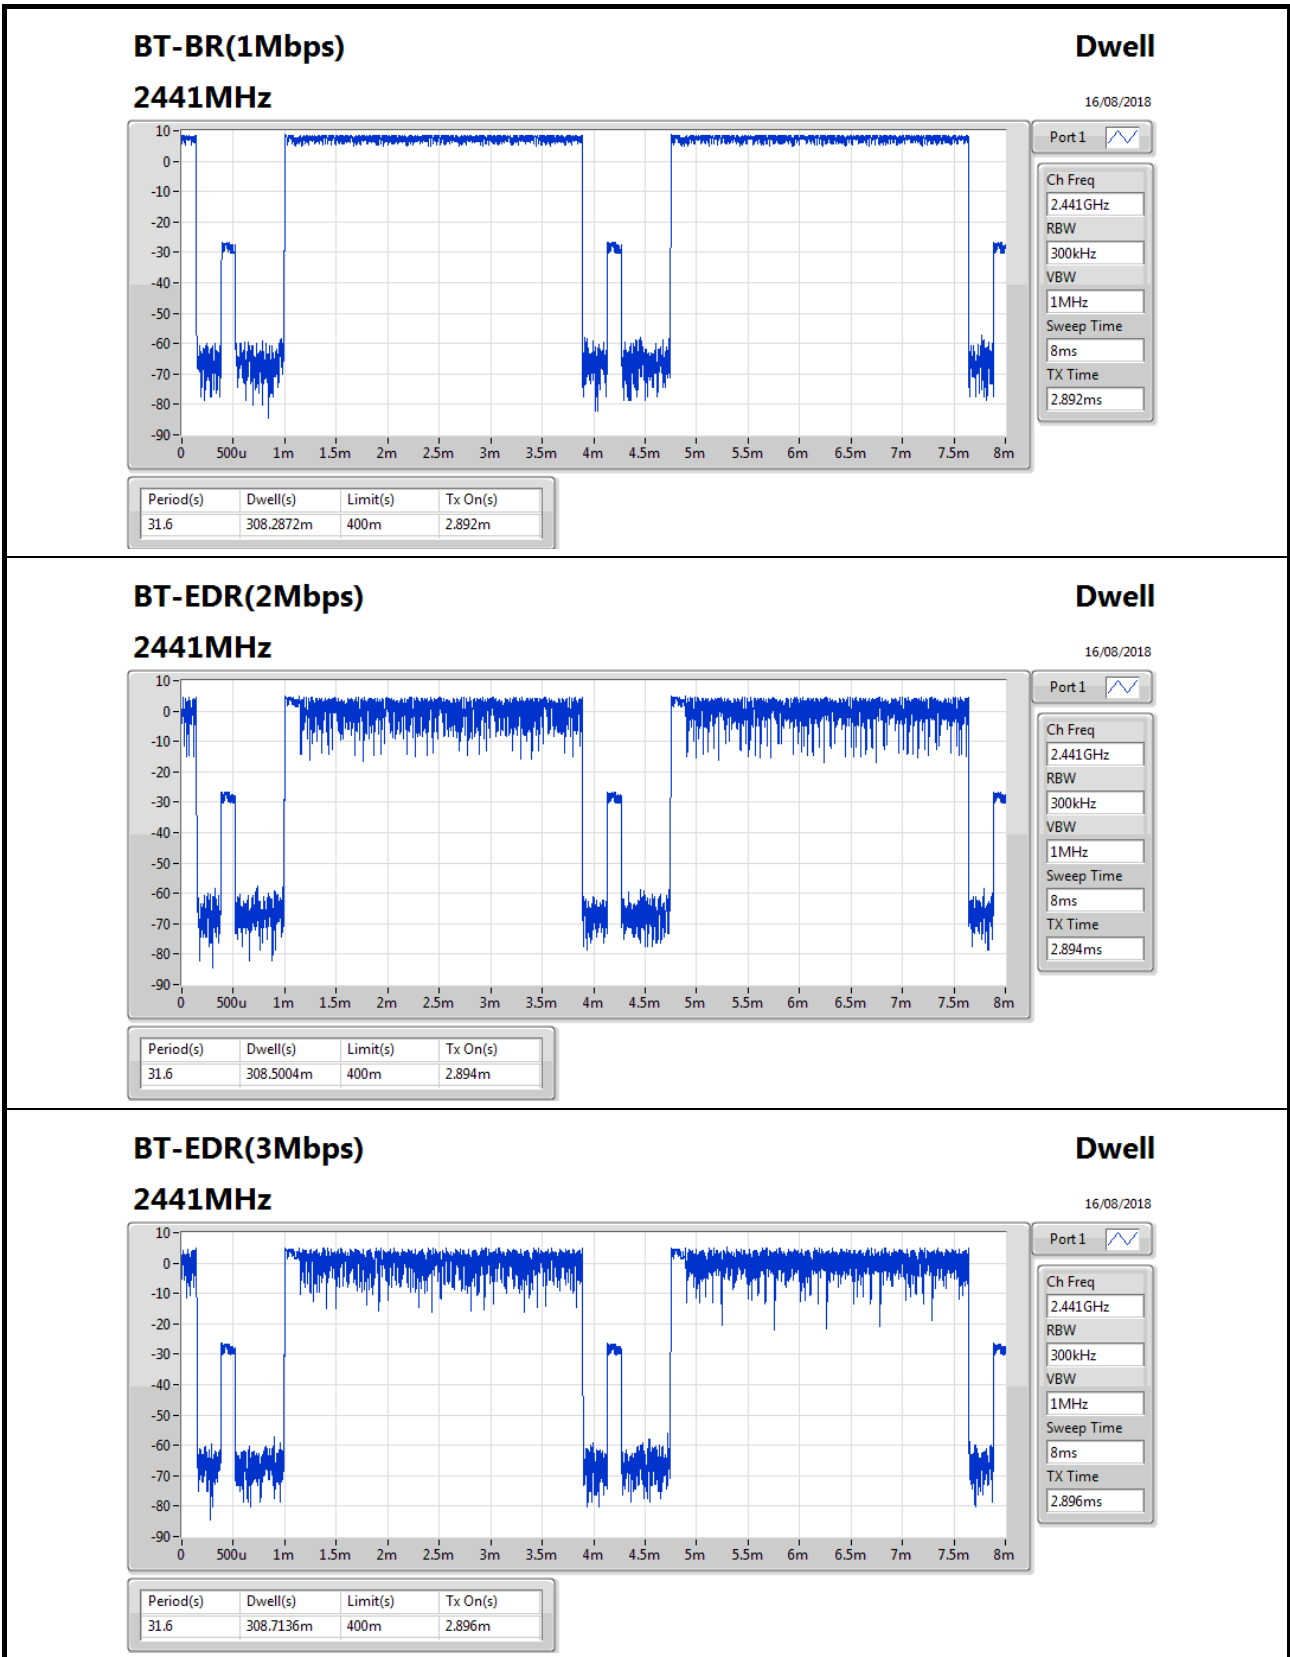 BT-BR(1Mbps) Dwell
2441MHz 16/08/2018
Port 1
Ch Freq
2.441GHz
RBW
300kHz
VBW
1MHz
Sweep Time
8ms
TX Time
2.892ms
10
0
-10
-20
-30
-40
-50
-60
-70
-80
-90
0 500u 1m 1.5m 2m 2.5m 3m 3.5m 4m 4.5m 5m 5.5m 6m 6.5m 7m 7.5m 8m
Period(s) Dwell(s) Limit(s) Tx On(s)
31.6 308.2872m 400m 2.892m
BT-EDR(2Mbps) Dwell
2441MHz 16/08/2018
Port 1
Ch Freq
2.441GHz
RBW
300kHz
VBW
1MHz
Sweep Time
8ms
TX Time
2.894ms
10
0
-10
-20
-30
-40
-50
-60
-70
-80
-90
0 500u 1m 1.5m 2m 2.5m 3m 3.5m 4m 4.5m 5m 5.5m 6m 6.5m 7m 7.5m 8m
Period(s) Dwell(s) Limit(s) Tx On(s)
31.6 308.5004m 400m 2.894m
BT-EDR(3Mbps) Dwell
2441MHz 16/08/2018
Port 1
Ch Freq
2.441GHz
RBW
300kHz
VBW
1MHz
Sweep Time
8ms
TX Time
2.896ms
10
0
-10
-20
-30
-40
-50
-60
-70
-80
-90
0 500u 1m 1.5m 2m 2.5m 3m 3.5m 4m 4.5m 5m 5.5m 6m 6.5m 7m 7.5m 8m
Period(s) Dwell(s) Limit(s) Tx On(s)
31.6 308.7136m 400m 2.896m